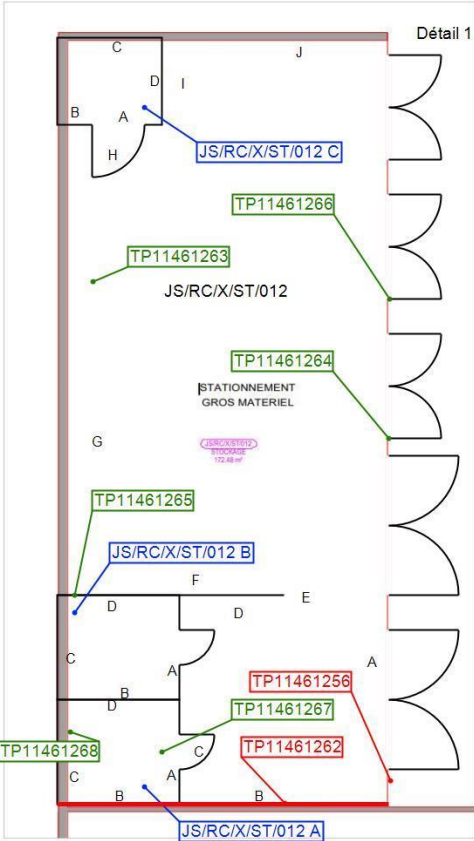 Détail 1
C
J
D
I
B
A
JS/RC/X/ST/012 C
H
TP11461266
TP11461263
JS/RC/X/ST/012
TP11461264
STATIONNEMENT
GROS MATERIEL
G
JS/RC/X/ST/012
STOCKAGE
172.48 m²
TP11461265
JS/RC/X/ST/012 B
F
E
D
D
C
A
A
B
TP11461256
D
TP11461267
TP11461268
C
TP11461262
C
A
B
B
JS/RC/X/ST/012 A